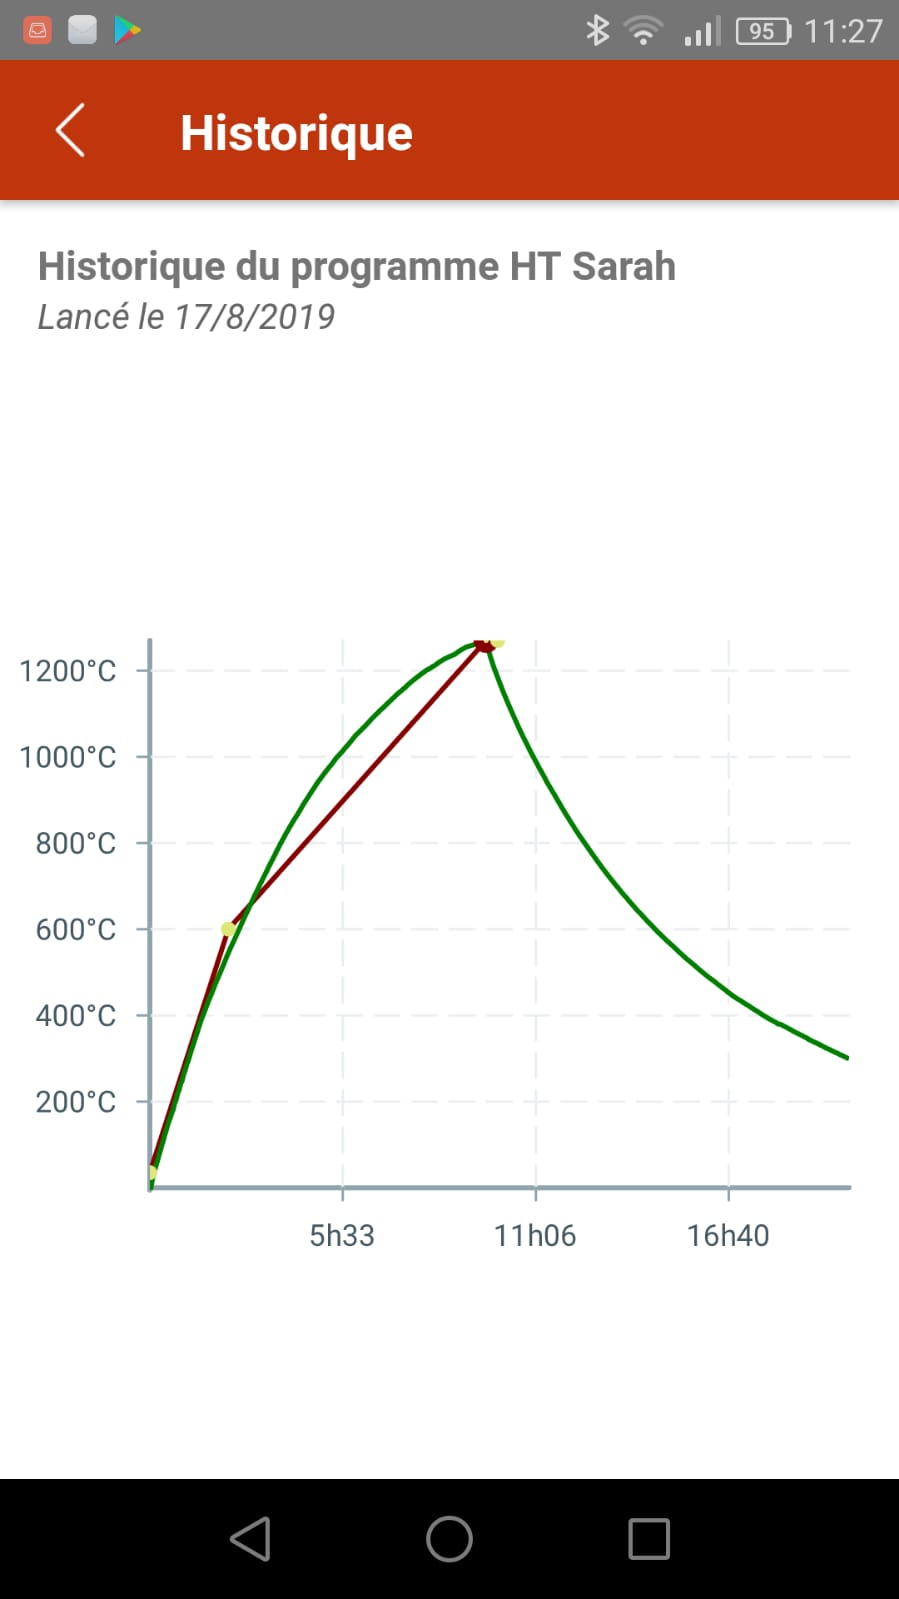 95 11:27
Historique
Historique du programme HT Sarah
Lancé le 17/8/2019
1200°C
1000°C
800°C
600°C
400°C
200°C
5h33 11h06 16h40